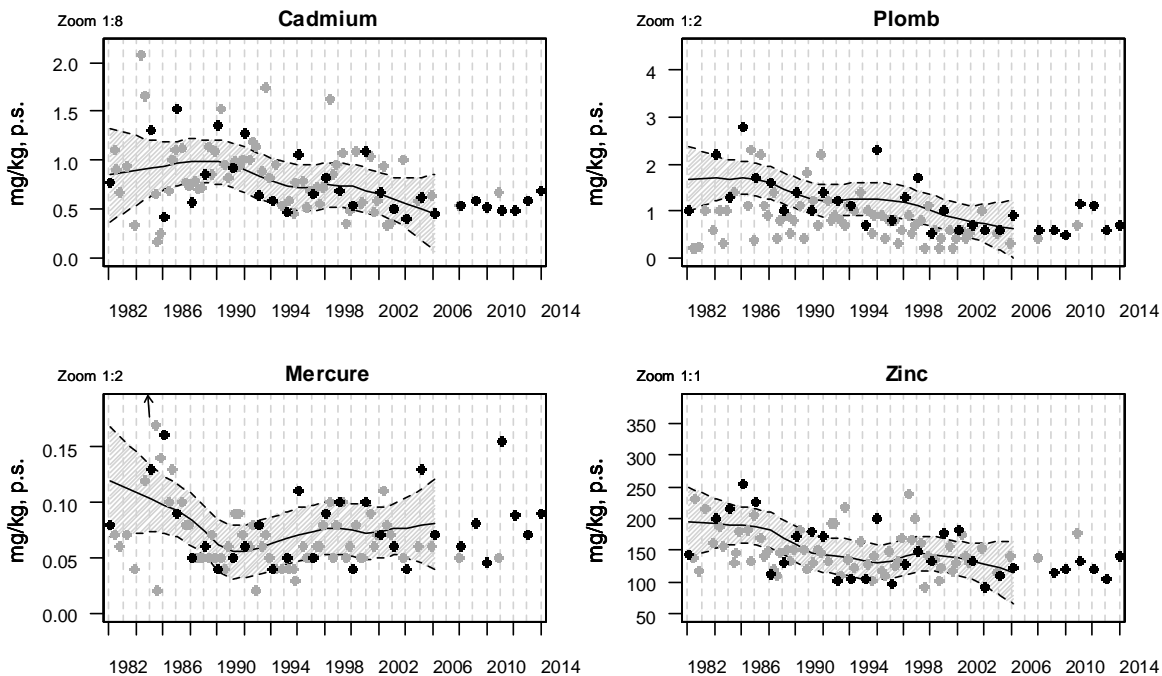 Zoom 1:8
Cadmium
mg/kg, p.s.
2.0
1.5
1.0
0.5
0.0
1982 1986 1990 1994 1998 2002 2006 2010 2014
Zoom 1:2
Plomb
mg/kg, p.s.
4
3
2
1
0
1982 1986 1990 1994 1998 2002 2006 2010 2014
Zoom 1:2
Mercure
mg/kg, p.s.
0.15
0.10
0.05
0.00
1982 1986 1990 1994 1998 2002 2006 2010 2014
Zoom 1:1
Zinc
mg/kg, p.s.
350
300
250
200
150
100
50
1982 1986 1990 1994 1998 2002 2006 2010 2014